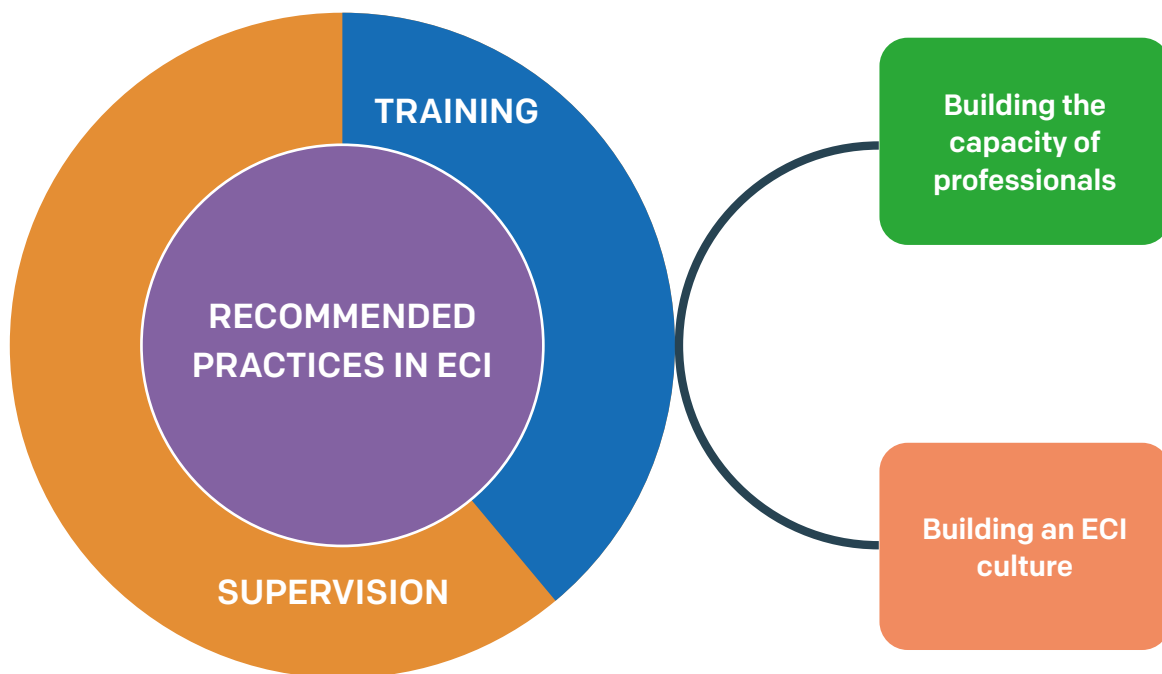 TRAINING
RECOMMENDED
PRACTICES IN ECI
SUPERVISION
Building the
capacity of
professionals
Building an ECI
culture